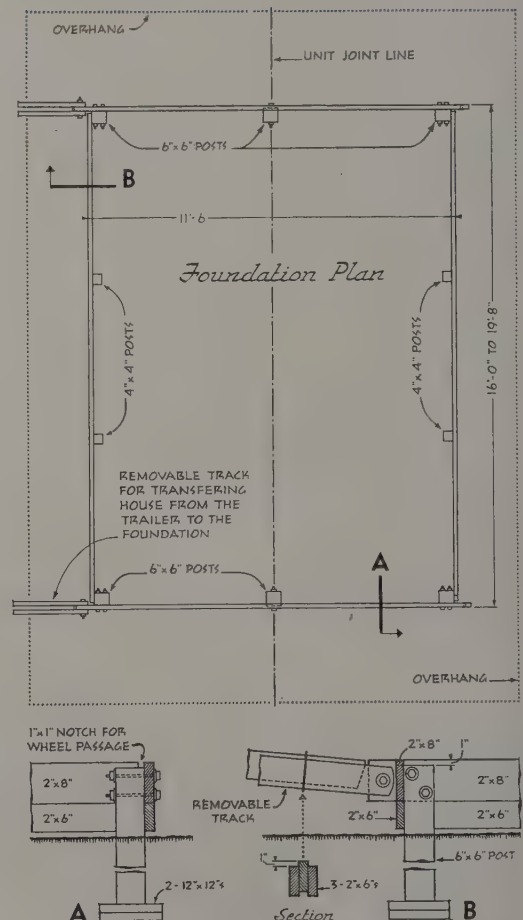 OVERHANG
UNIT JOINT LINE
6"x 6" POSTS
B
11'-6
Foundation Plan
4"x 4" POSTS
4"x 4" POSTS
16'-0" TO 19'-8"
REMOVABLE TRACK
FOR TRANSFERING
HOUSE FROM THE
TRAILER TO THE
FOUNDATION
6"x 6" POSTS
A
OVERHANG
1"x 1" NOTCH FOR
WHEEL PASSAGE
2"x 8"
2"x 6"
2-12"x 12"s
A
REMOVABLE
TRACK
2"x 8"
1"
2"x 8"
2"x 6"
2"x 6"
6"x 6" POST
1"
3-2"x 6"s
Section
B